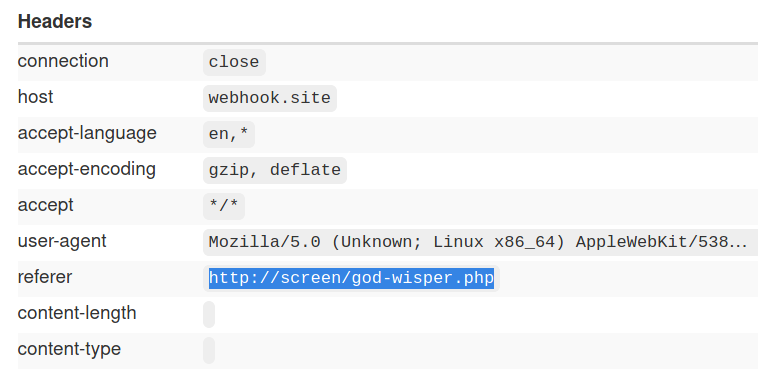 Headers
connection close
host webhook.site
accept-language en,*
accept-encoding gzip, deflate
accept */*
user-agent Mozilla/5.0 (Unknown; Linux x86_64) AppleWebKit/538…
referer http://screen/god-wisper.php
content-length
content-type